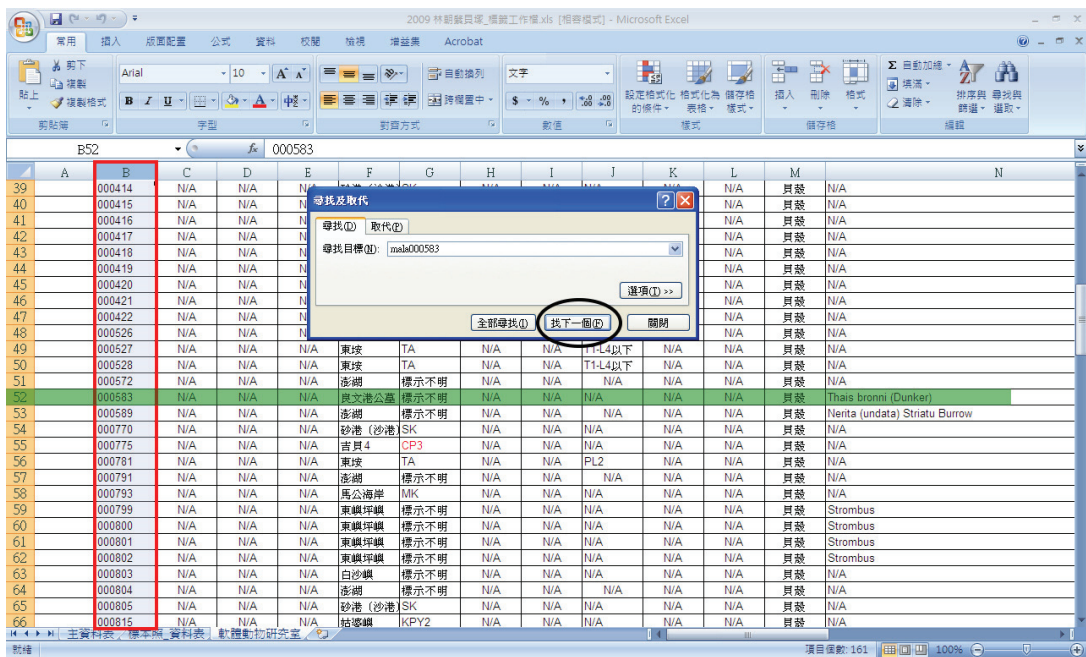 2009 林朝棨貝塚_標籤工作檔.xls [相容模式] - Microsoft Excel
常用 插入 版面配置 公式 資料 校閱 檢視 增益集 Acrobat
剪下
複製
複製格式
貼上
剪貼簿
Arial 10
B I U
字型
自動換列
跨欄置中
對齊方式
文字
$ % ,
數值
設定格式化的條件 格式化為表格 儲存格樣式
樣式
插入 刪除 格式
儲存格
Σ 自動加總
填滿
清除
排序與篩選 尋找與選取
編輯
B52 fx 000583
A B C D E F G H I J K L M N
39 000414 N/A N/A N/A N/A 貝殼 N/A
40 000415 N/A N/A N/A 貝殼 N/A
41 000416 N/A N/A N/A 貝殼 N/A
42 000417 N/A N/A N/A 貝殼 N/A
43 000418 N/A N/A N/A 貝殼 N/A
44 000419 N/A N/A N/A 貝殼 N/A
45 000420 N/A N/A N/A 貝殼 N/A
46 000421 N/A N/A N/A 貝殼 N/A
47 000422 N/A N/A N/A 貝殼 N/A
48 000526 N/A N/A N/A 貝殼 N/A
尋找及取代
尋找(D) 取代(P)
尋找目標(N): mala000583
選項(T) >>
全部尋找(I) 找下一個(F) 關閉
49 000527 N/A N/A N/A 東垵 TA N/A N/A T1-L4以下 N/A N/A 貝殼 N/A
50 000528 N/A N/A N/A 東垵 TA N/A N/A T1-L4以下 N/A N/A 貝殼 N/A
51 000572 N/A N/A N/A 澎湖 標示不明 N/A N/A N/A N/A N/A 貝殼 N/A
52 000583 N/A N/A N/A 良文港公墓 標示不明 N/A N/A N/A N/A N/A 貝殼 Thais bronni (Dunker)
53 000589 N/A N/A N/A 澎湖 標示不明 N/A N/A N/A N/A N/A 貝殼 Nerita (undata) Striatu Burrow
54 000770 N/A N/A N/A 砂港 (沙港) SK N/A N/A N/A N/A N/A 貝殼 N/A
55 000775 N/A N/A N/A 吉貝4 CP3 N/A N/A N/A N/A N/A 貝殼 N/A
56 000781 N/A N/A N/A 東垵 TA N/A N/A PL2 N/A N/A 貝殼 N/A
57 000791 N/A N/A N/A 澎湖 標示不明 N/A N/A N/A N/A N/A 貝殼 N/A
58 000793 N/A N/A N/A 馬公海岸 MK N/A N/A N/A N/A N/A 貝殼 N/A
59 000799 N/A N/A N/A 東嶼坪嶼 標示不明 N/A N/A N/A N/A N/A 貝殼 Strombus
60 000800 N/A N/A N/A 東嶼坪嶼 標示不明 N/A N/A N/A N/A N/A 貝殼 Strombus
61 000801 N/A N/A N/A 東嶼坪嶼 標示不明 N/A N/A N/A N/A N/A 貝殼 Strombus
62 000802 N/A N/A N/A 東嶼坪嶼 標示不明 N/A N/A N/A N/A N/A 貝殼 Strombus
63 000803 N/A N/A N/A 白沙嶼 標示不明 N/A N/A N/A N/A N/A 貝殼 N/A
64 000804 N/A N/A N/A 澎湖 標示不明 N/A N/A N/A N/A N/A 貝殼 N/A
65 000805 N/A N/A N/A 砂港 (沙港) SK N/A N/A N/A N/A N/A 貝殼 N/A
66 000815 N/A N/A N/A 姑婆嶼 KPY2 N/A N/A N/A N/A N/A 貝殼 N/A
主資料表 標本照_資料表 軟體動物研究室
就緒 項目個數: 161 100%